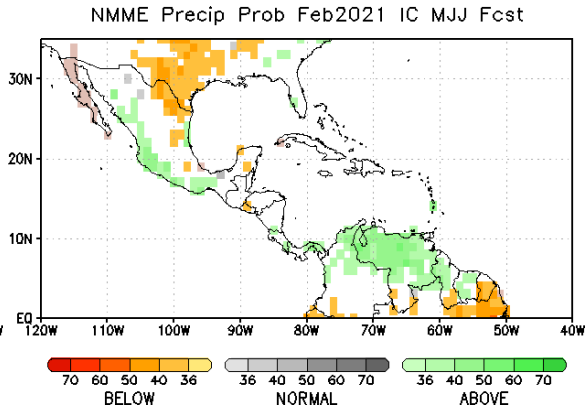 NMME Precip Prob Feb2021 IC MJJ Fcst
30N
20N
10N
EQ
W 120W 110W 100W 90W 80W 70W 60W 50W 40W
70 60 50 40 36 36 40 50 60 70 36 40 50 60 70
BELOW NORMAL ABOVE